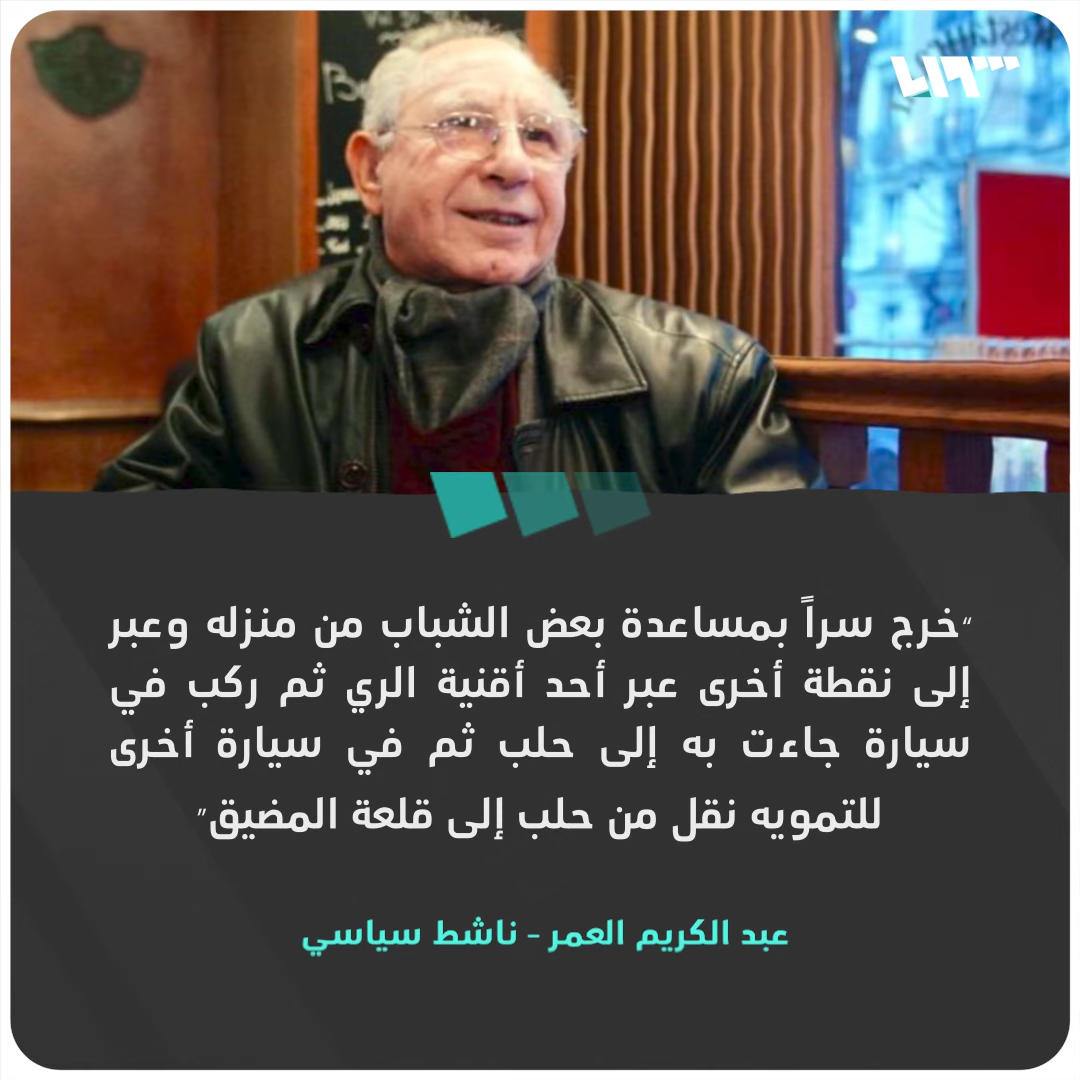 “خرج سراً بمساعدة بعض الشباب من منزله وعبر
إلى نقطة أخرى عبر أحد أقنية الري ثم ركب في
سيارة جاءت به إلى حلب ثم في سيارة أخرى
للتمويه نقل من حلب إلى قلعة المضيق”
عبد الكريم العمر - ناشط سياسي